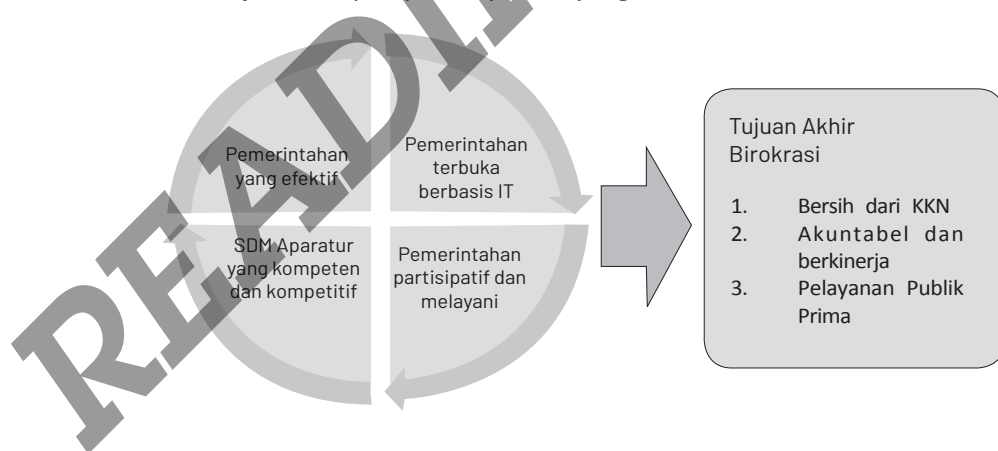 Pemerintahan
yang efektif
Pemerintahan
terbuka
berbasis IT
SDM Aparatur
yang kompeten
dan kompetitif
Pemerintahan
partisipatif dan
melayani
Tujuan Akhir
Birokrasi
1. Bersih dari KKN
2. Akuntabel dan
berkinerja
3. Pelayanan Publik
Prima